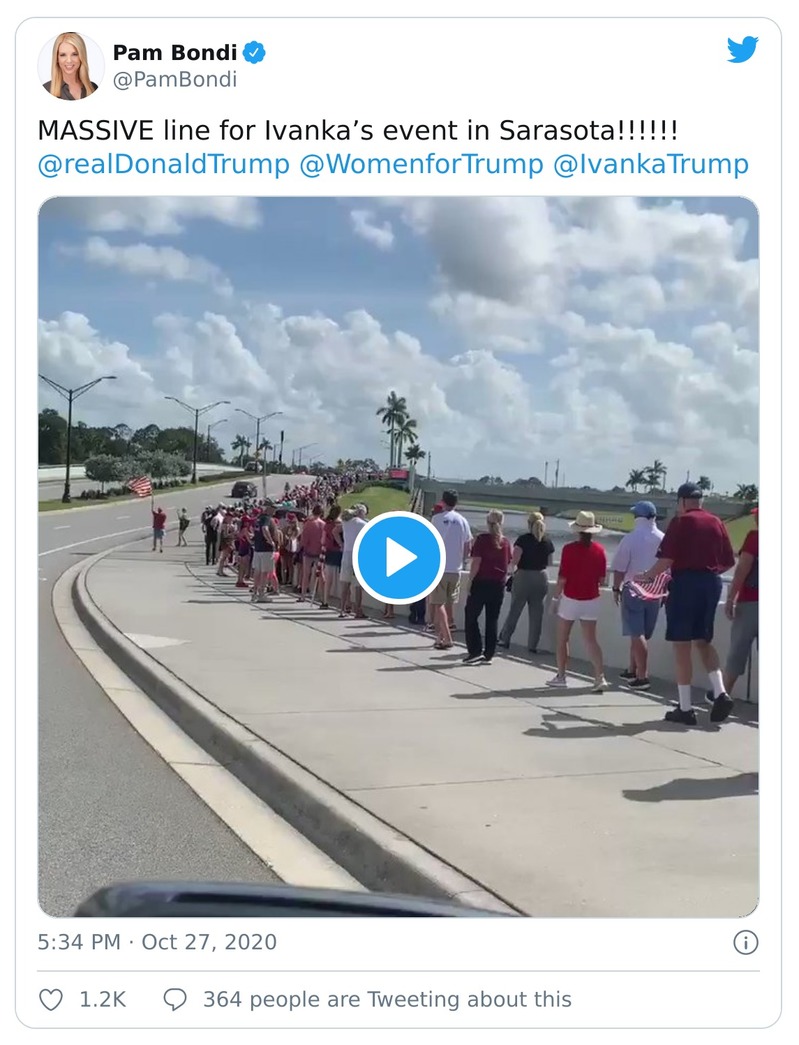 Pam Bondi
@PamBondi
MASSIVE line for Ivanka’s event in Sarasota!!!!!!
@realDonaldTrump @WomenforTrump @IvankaTrump
5:34 PM · Oct 27, 2020
1.2K 364 people are Tweeting about this